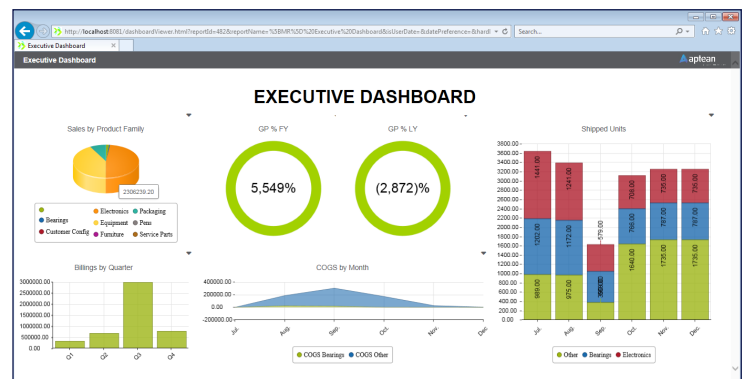 http://localhost:8081/dashboardViewer.html?reportId=482&reportName=%5BMR%5D%20Executive%20Dashboard&isUserDate=&datePreference=&hardl
Search...
Executive Dashboard
Executive Dashboard
aptean
EXECUTIVE DASHBOARD
Sales by Product Family
2306239.20
Electronics Packaging
Bearings Equipment Pens
Customer Config Furniture Service Parts
GP % FY
5,549%
GP % LY
(2,872)%
Shipped Units
3800.00
3600.00
3400.00
3200.00
3000.00
2800.00
2600.00
2400.00
2200.00
2000.00
1800.00
1600.00
1400.00
1200.00
1000.00
800.00
600.00
400.00
200.00
0.00
1441.00
1202.00
989.00
1241.00
1172.00
975.00
579.00
708.00
766.00
1640.00
735.00
787.00
1735.00
735.00
787.00
1735.00
Jul. Aug. Sep. Oct. Nov. Dec.
Other Bearings Electronics
Billings by Quarter
3000000.00
2500000.00
2000000.00
1500000.00
1000000.00
500000.00
0.00
Q1 Q2 Q3 Q4
COGS by Month
400000.00
200000.00
0.00
-200000.00
Jul. Aug. Sep. Oct. Nov. Dec.
COGS Bearings COGS Other